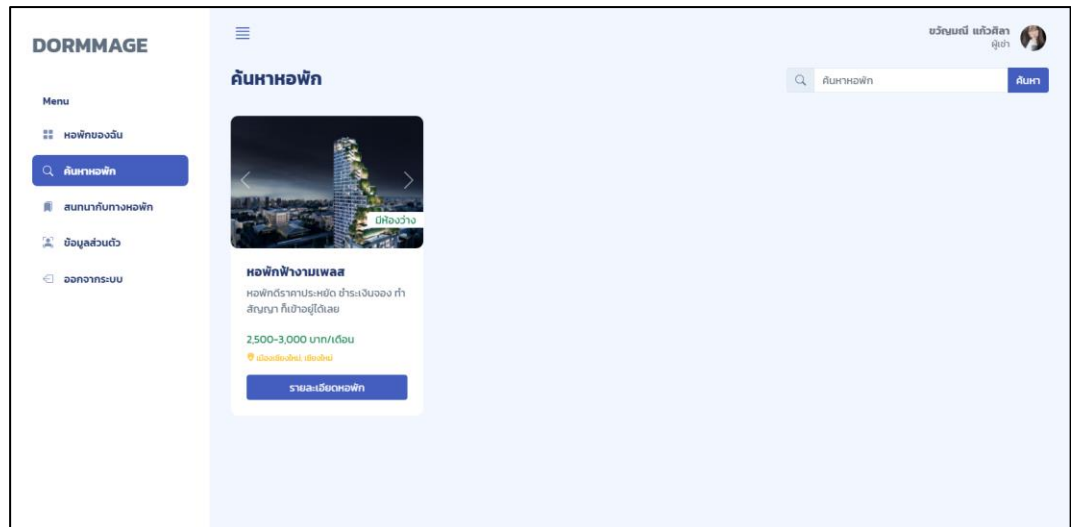 DORMMAGE
ขวัญมณี แก้วศิลา
ผู้เช่า
Menu
หอพักของฉัน
ค้นหาหอพัก
สนทนากับทางหอพัก
ข้อมูลส่วนตัว
ออกจากระบบ
ค้นหาหอพัก
ค้นหาหอพัก
ค้นหา
มีห้องว่าง
หอพักฟ้างามเพลส
หอพักดีราคาประหยัด ชำระเงินจอง ทำ
สัญญา ก็เข้าอยู่ได้เลย
2,500-3,000 บาท/เดือน
เมืองเชียงใหม่ เชียงใหม่
รายละเอียดหอพัก